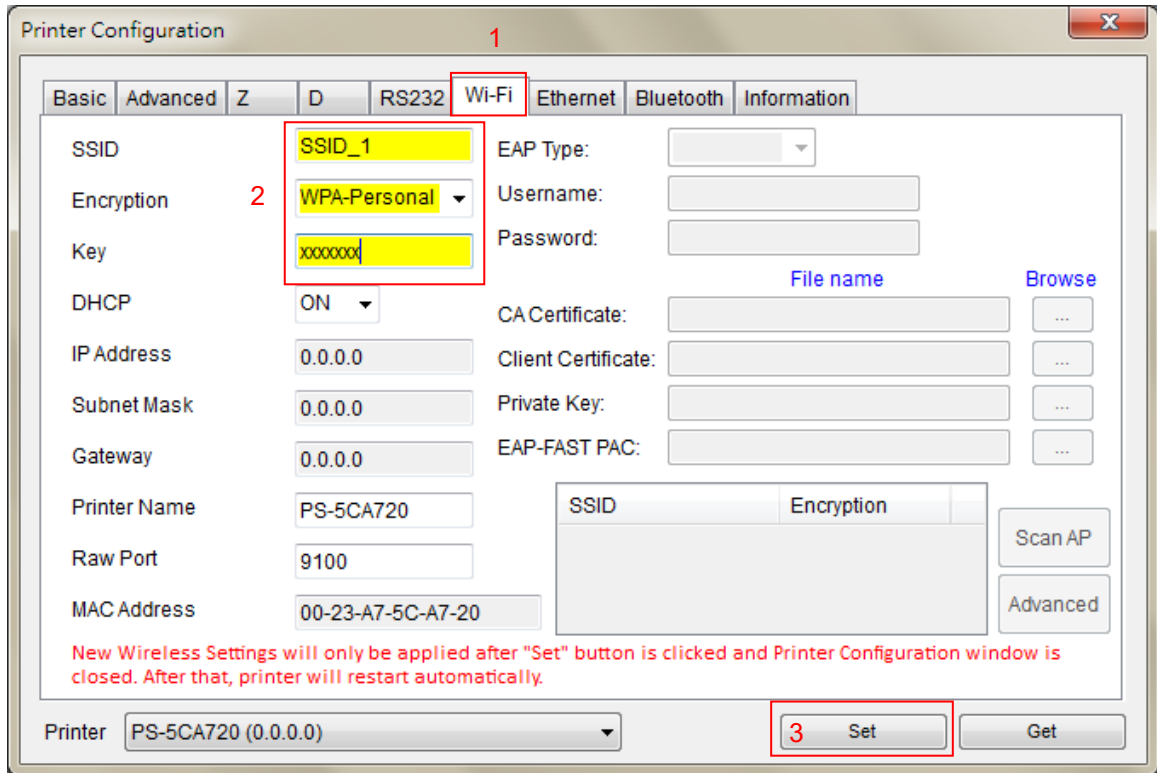 Printer Configuration
X
1
Basic Advanced Z D RS232 Wi-Fi Ethernet Bluetooth Information
SSID SSID_1 EAP Type:
2
Encryption WPA-Personal Username:
Key xxxxxxx Password:
File name Browse
DHCP ON CA Certificate: ...
IP Address 0.0.0.0 Client Certificate: ...
Subnet Mask 0.0.0.0 Private Key: ...
Gateway 0.0.0.0 EAP-FAST PAC: ...
Printer Name PS-5CA720 SSID Encryption
Scan AP
Raw Port 9100
MAC Address 00-23-A7-5C-A7-20 Advanced
New Wireless Settings will only be applied after "Set" button is clicked and Printer Configuration window is
closed. After that, printer will restart automatically.
Printer PS-5CA720 (0.0.0.0) 3 Set Get